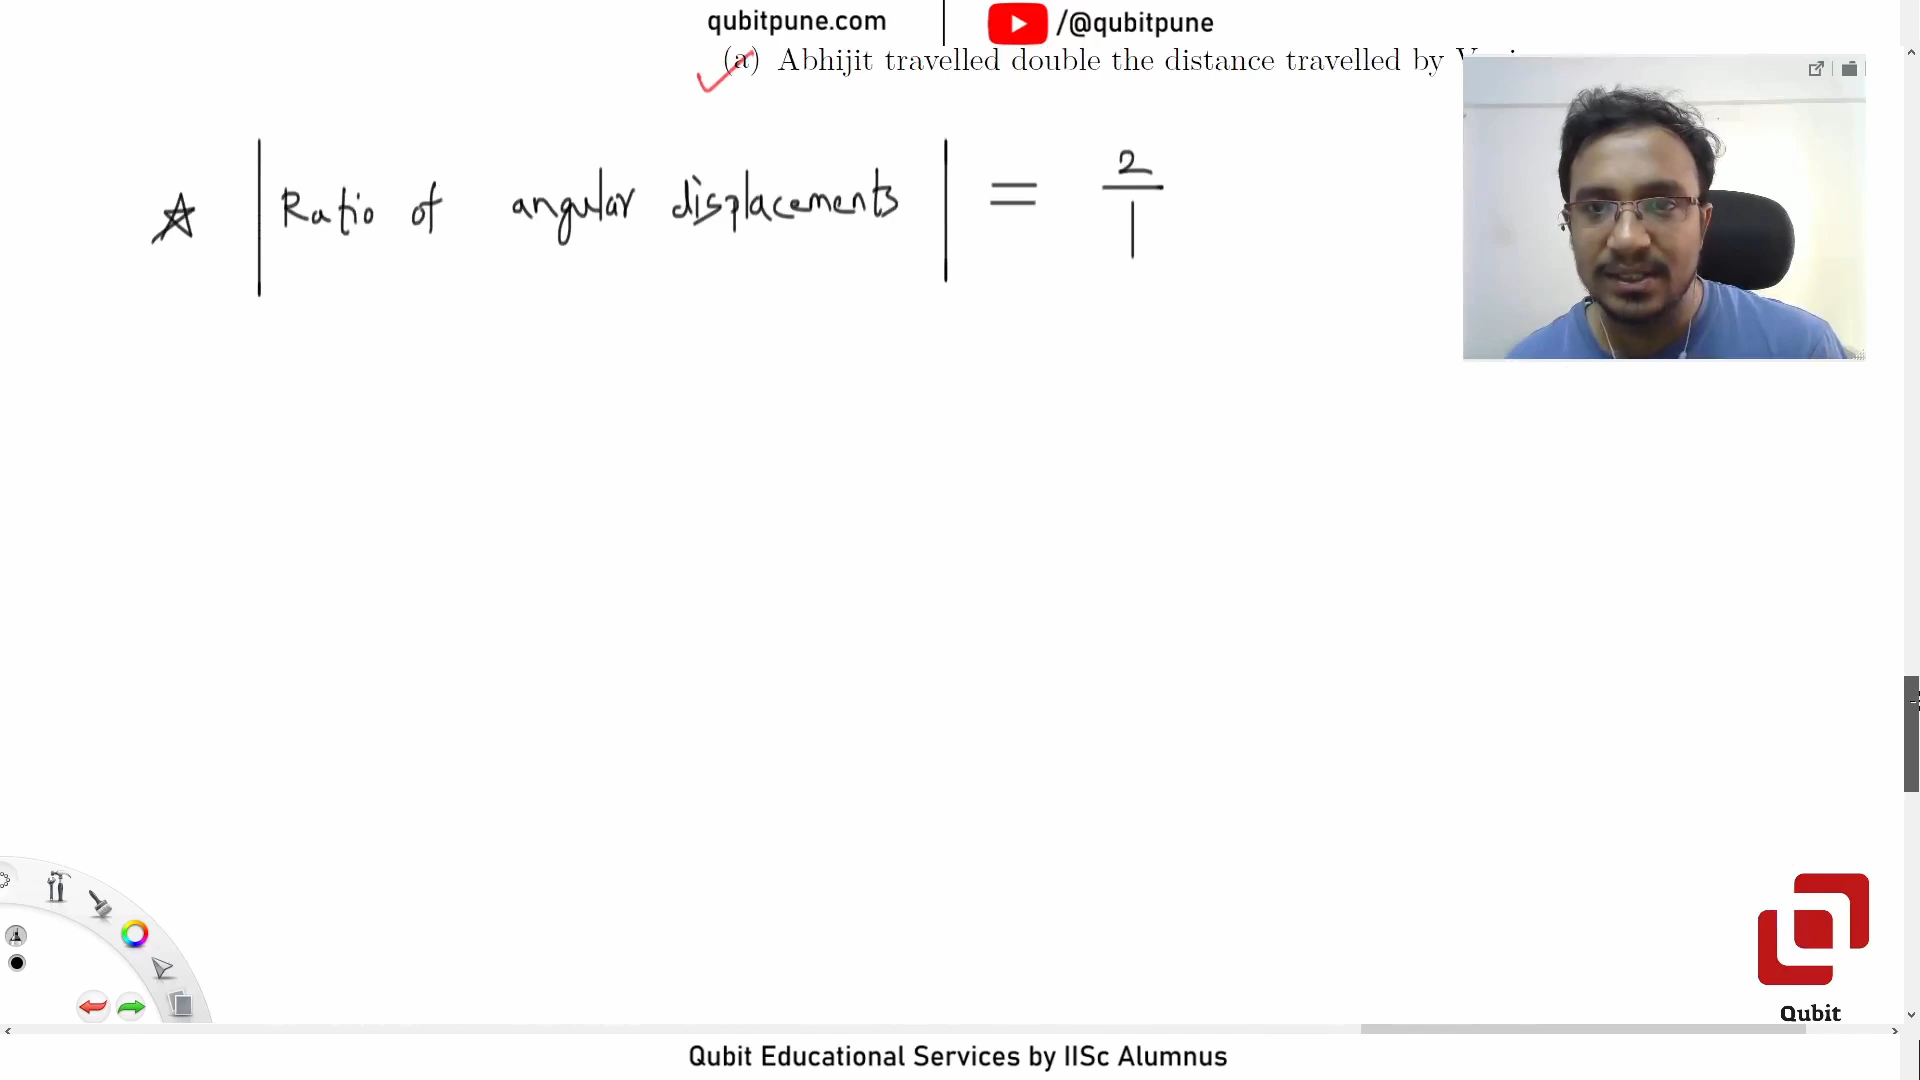 qubitpune.com | /@qubitpune
(a) Abhijit travelled double the distance travelled by
☆ | Ratio of angular displacements | = 2/1
Qubit
Qubit Educational Services by IISc Alumnus